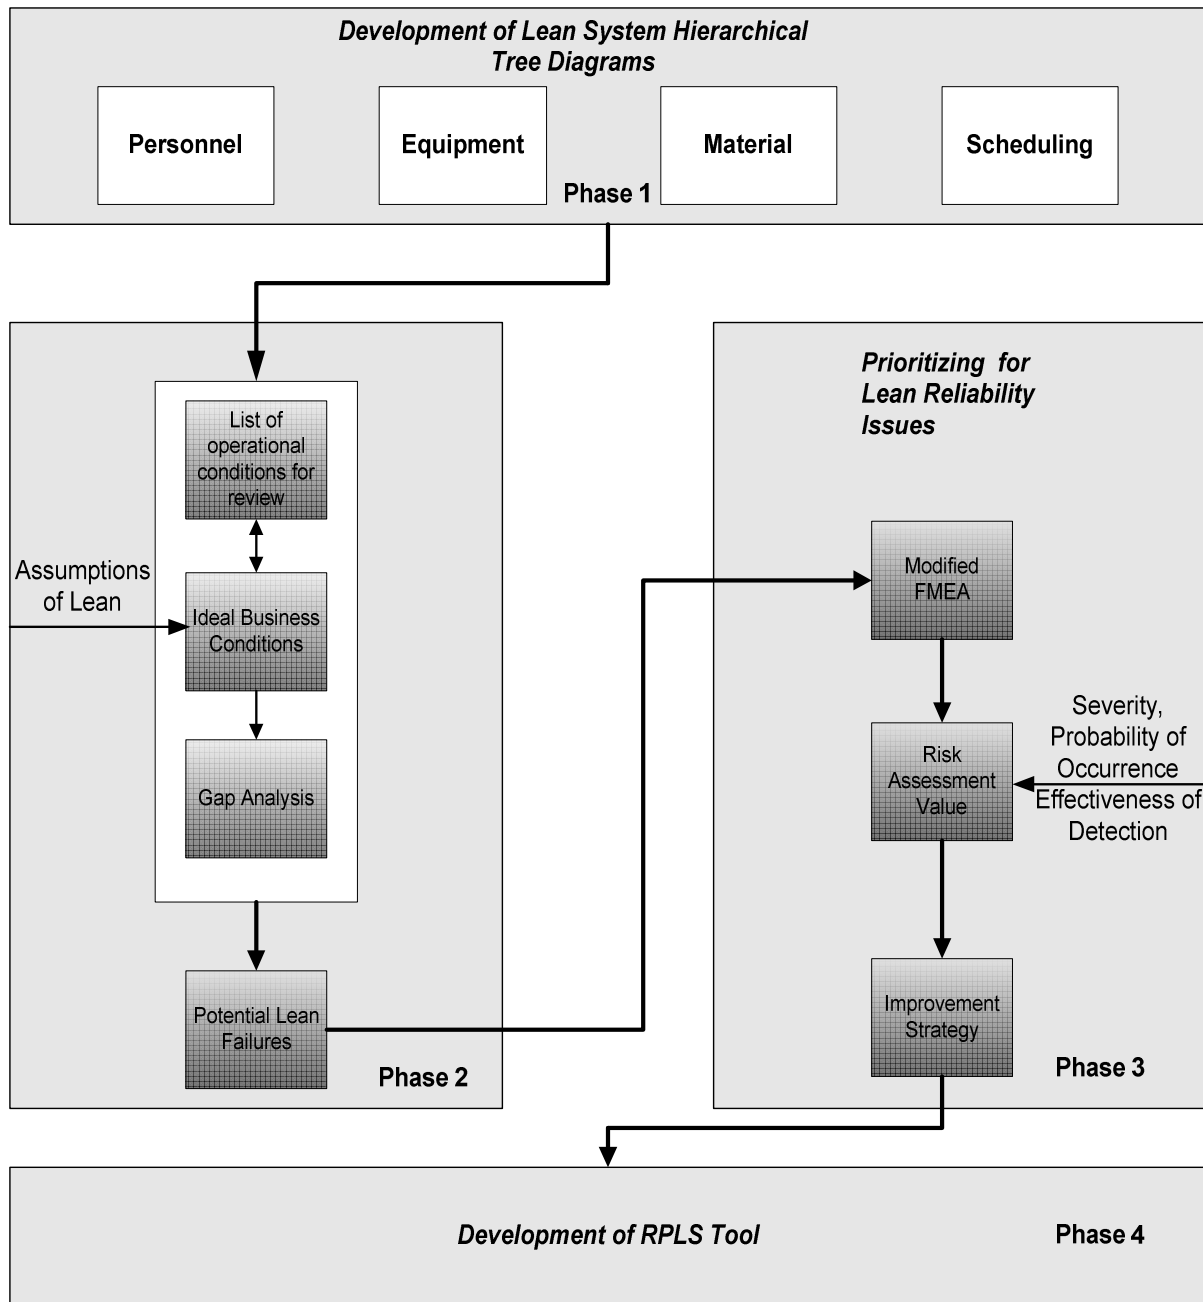 Development of Lean System Hierarchical
Tree Diagrams
Personnel
Equipment
Material
Scheduling
Phase 1
List of
operational
conditions for
review
Assumptions
of Lean
Ideal Business
Conditions
Gap Analysis
Potential Lean
Failures
Phase 2
Prioritizing for
Lean Reliability
Issues
Modified
FMEA
Risk
Assessment
Value
Severity,
Probability of
Occurrence
Effectiveness of
Detection
Improvement
Strategy
Phase 3
Development of RPLS Tool
Phase 4